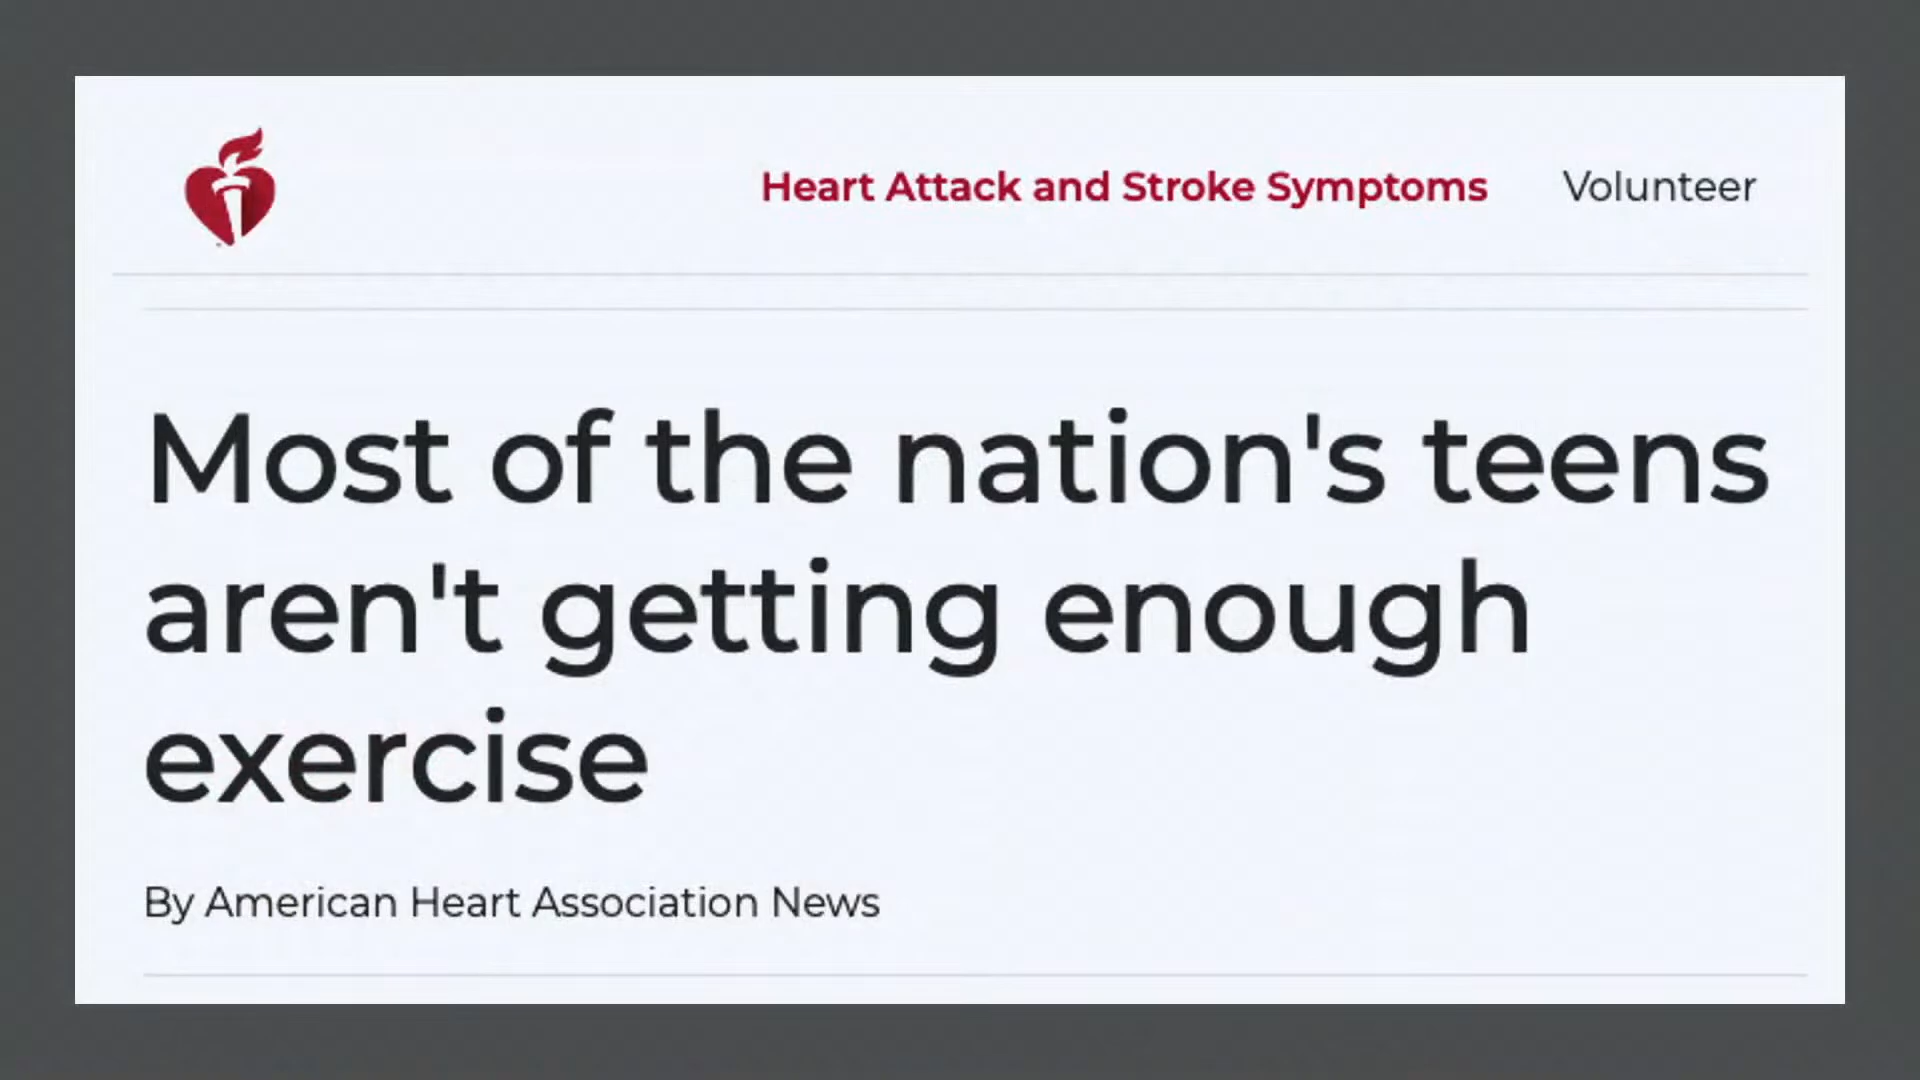 Heart Attack and Stroke Symptoms Volunteer
Most of the nation's teens
aren't getting enough
exercise
By American Heart Association News